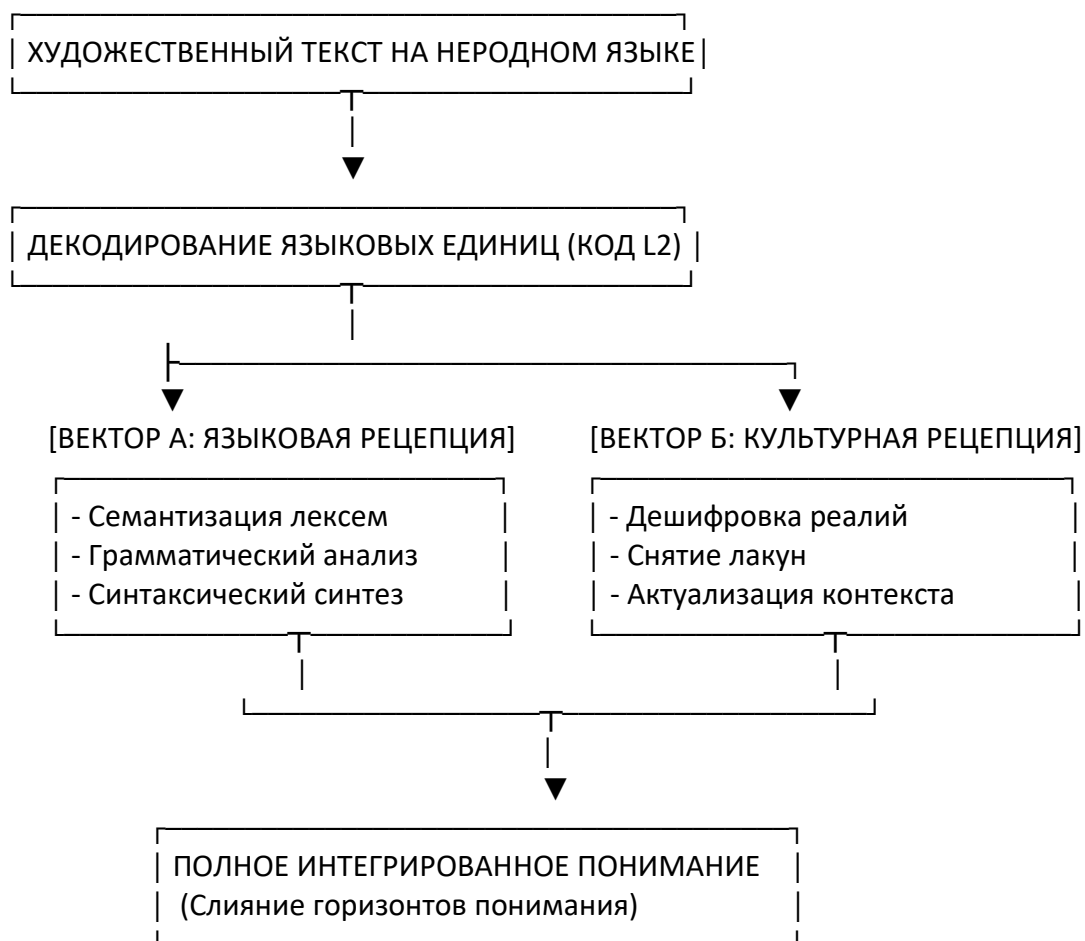 ХУДОЖЕСТВЕННЫЙ ТЕКСТ НА НЕРОДНОМ ЯЗЫКЕ
ДЕКОДИРОВАНИЕ ЯЗЫКОВЫХ ЕДИНИЦ (КОД L2)
[ВЕКТОР А: ЯЗЫКОВАЯ РЕЦЕПЦИЯ]
- Семантизация лексем
- Грамматический анализ
- Синтаксический синтез
[ВЕКТОР Б: КУЛЬТУРНАЯ РЕЦЕПЦИЯ]
- Дешифровка реалий
- Снятие лакун
- Актуализация контекста
ПОЛНОЕ ИНТЕГРИРОВАННОЕ ПОНИМАНИЕ
(Слияние горизонтов понимания)